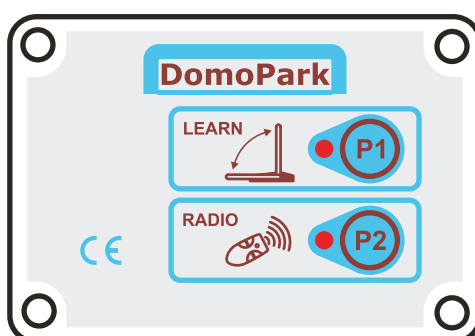 DomoPark
LEARN
P1
RADIO
P2
CE